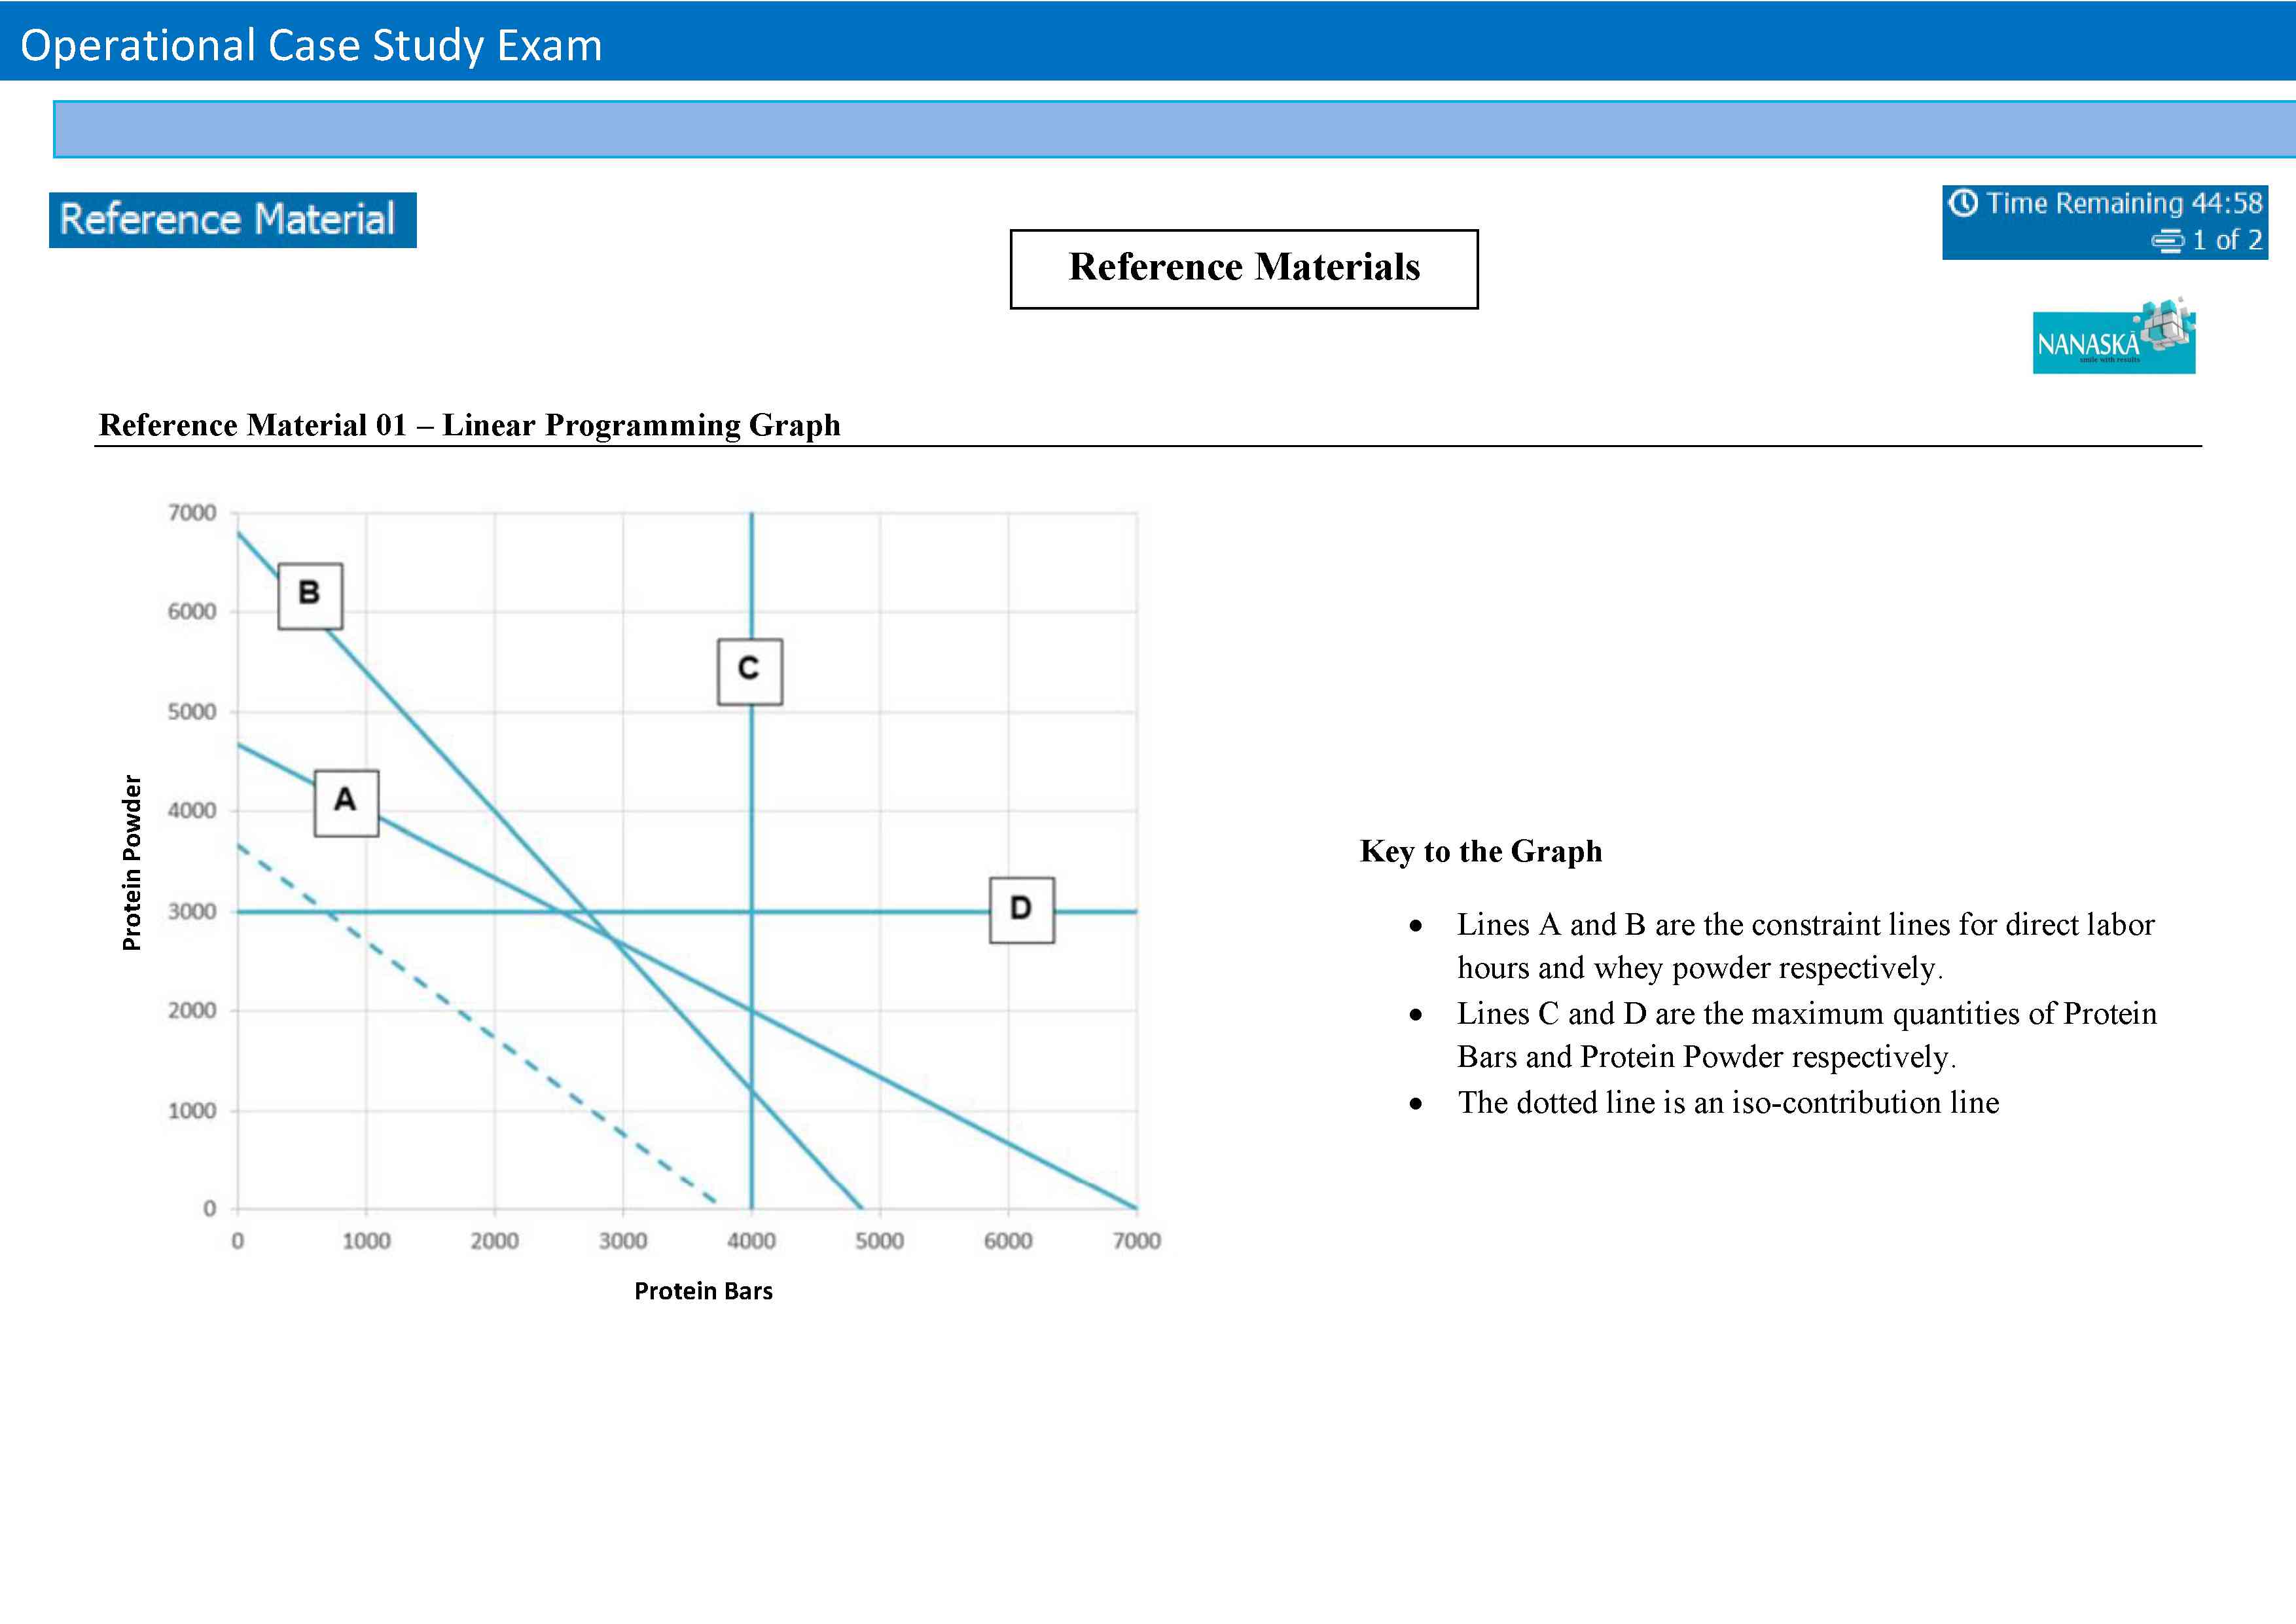 Operational Case Study Exam
Reference Material
Time Remaining 44:58
1 of 2
Reference Materials
NANASKA
smile with results
Reference Material 01 – Linear Programming Graph
7000
6000
5000
4000
3000
2000
1000
0
B
C
A
D
Protein Powder
0 1000 2000 3000 4000 5000 6000 7000
Protein Bars
Key to the Graph
• Lines A and B are the constraint lines for direct labor
hours and whey powder respectively.
• Lines C and D are the maximum quantities of Protein
Bars and Protein Powder respectively.
• The dotted line is an iso-contribution line